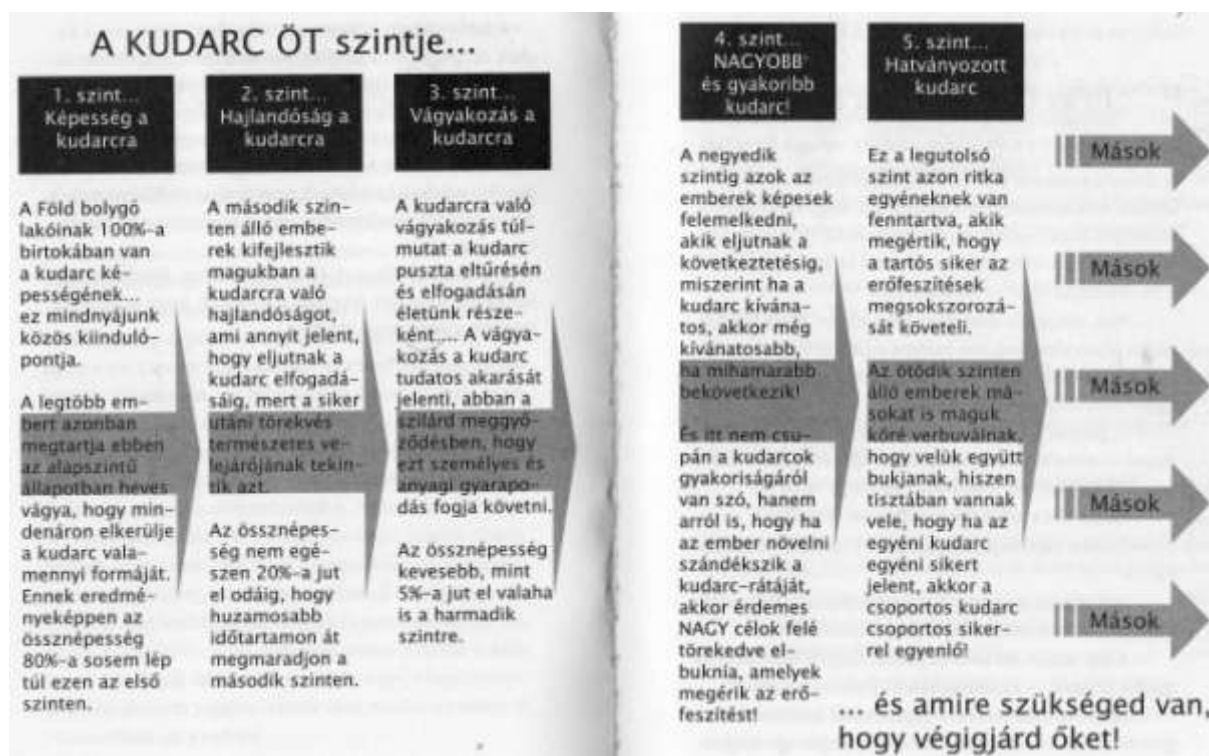 A KUDARC ÖT szintje...
1. szint...
Képesség a
kudarcra
A Föld bolygó
lakóinak 100%-a
birtokában van
a kudarc ké-
pességének...
ez mindnyájunk
közös kiinduló-
pontja.
A legtöbb em-
bert azonban
megtartja ebben
az alapszintű
állapotban heves
vágya, hogy min-
denáron elkerülje
a kudarc vala-
mennyi formáját.
Ennek eredmé-
nyeképpen az
össznépesség
80%-a sosem lép
túl ezen az első
szinten.
2. szint...
Hajlandóság a
kudarcra
A második szin-
ten álló embe-
rek kifejlesztik
magukban a
kudarcra való
hajlandóságot,
ami annyit jelent,
hogy eljutnak a
kudarc elfogadá-
sáig, mert a siker
utáni törekvés
természetes ve-
lejárójának tekin-
tik azt.
Az össznépes-
ség nem egé-
szen 20%-a jut
el odáig, hogy
huzamosabb
időtartamon át
megmaradjon a
második szinten.
3. szint...
Vágyakozás a
kudarcra
A kudarcra való
vágyakozás túl-
mutat a kudarc
puszta eltűrésén
és elfogadásán
életünk része-
ként.... A vágya-
kozás a kudarc
tudatos akarását
jelenti, abban a
szilárd meggyő-
ződésben, hogy
ezt személyes és
anyagi gyarapo-
dás fogja követni.
Az össznépesség
kevesebb, mint
5%-a jut el valaha
is a harmadik
szintre.
4. szint...
NAGYOBB
és gyakoribb
kudarc!
A negyedik
szintig azok az
emberek képesek
felemelkedni,
akik eljutnak a
következtetésig,
miszerint ha a
kudarc kívána-
tos, akkor még
kívánatosabb,
ha mihamarabb
bekövetkezik!
És itt nem csu-
pán a kudarcok
gyakoriságáról
van szó, hanem
arról is, hogy ha
az ember növelni
szándékszik a
kudarc-rátáját,
akkor érdemes
NAGY célok felé
törekedve el-
buknia, amelyek
megérik az erő-
feszítést!
5. szint...
Hatványozott
kudarc
Ez a legutolsó
szint azon ritka
egyéneknek van
fenntartva, akik
megértik, hogy
a tartós siker az
erőfeszítések
megsokszorozá-
sát követeli.
Az ötödik szinten
álló emberek má-
sokat is maguk
köré verbuválnak,
hogy velük együtt
bukjanak, hiszen
tisztában vannak
vele, hogy ha az
egyéni kudarc
egyéni sikert
jelent, akkor a
csoportos kudarc
csoportos siker-
rel egyenlő!
Mások
Mások
Mások
Mások
Mások
... és amire szükséged van,
hogy végigjárd őket!